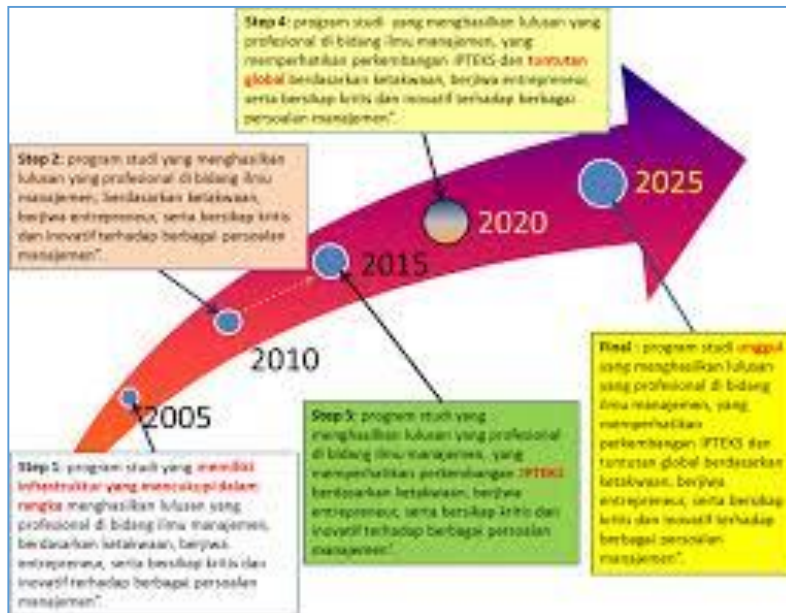 Step 4: program studi yang menghasilkan lulusan yang
profesional di bidang ilmu manajemen, yang
memperhatikan perkembangan IPTEKS dan tuntutan
global berdasarkan ketakwaan, berjiwa entrepreneur,
serta bersikap kritis dan inovatif terhadap berbagai
persoalan manajemen".
Step 2: program studi yang menghasilkan
lulusan yang profesional di bidang ilmu
manajemen, berdasarkan ketakwaan,
berjiwa entrepreneur, serta bersikap kritis
dan inovatif terhadap berbagai persoalan
manajemen".
2025
2020
2015
2010
2005
Step 1: program studi yang memiliki
infrastruktur yang mencukupi dalam
rangka menghasilkan lulusan yang
profesional di bidang ilmu manajemen,
berdasarkan ketakwaan, berjiwa
entrepreneur, serta bersikap kritis dan
inovatif terhadap berbagai persoalan
manajemen".
Step 3: program studi yang
menghasilkan lulusan yang profesional
di bidang ilmu manajemen, yang
memperhatikan perkembangan IPTEKS
berdasarkan ketakwaan, berjiwa
entrepreneur, serta bersikap kritis dan
inovatif terhadap berbagai persoalan
manajemen".
Final : program studi unggul
yang menghasilkan lulusan
yang profesional di bidang
ilmu manajemen, yang
memperhatikan
perkembangan IPTEKS dan
tuntutan global berdasarkan
ketakwaan, berjiwa
entrepreneur, serta bersikap
kritis dan inovatif terhadap
berbagai persoalan
manajemen".